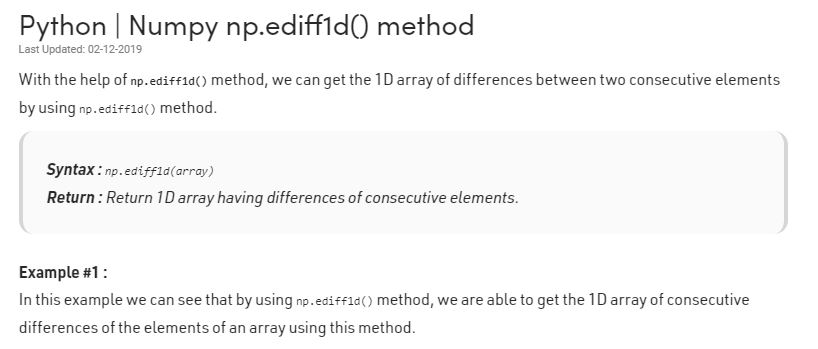 Python | Numpy np.ediff1d() method
Last Updated: 02-12-2019
With the help of np.ediff1d() method, we can get the 1D array of differences between two consecutive elements
by using np.ediff1d() method.
Syntax : np.ediff1d(array)
Return : Return 1D array having differences of consecutive elements.
Example #1 :
In this example we can see that by using np.ediff1d() method, we are able to get the 1D array of consecutive
differences of the elements of an array using this method.